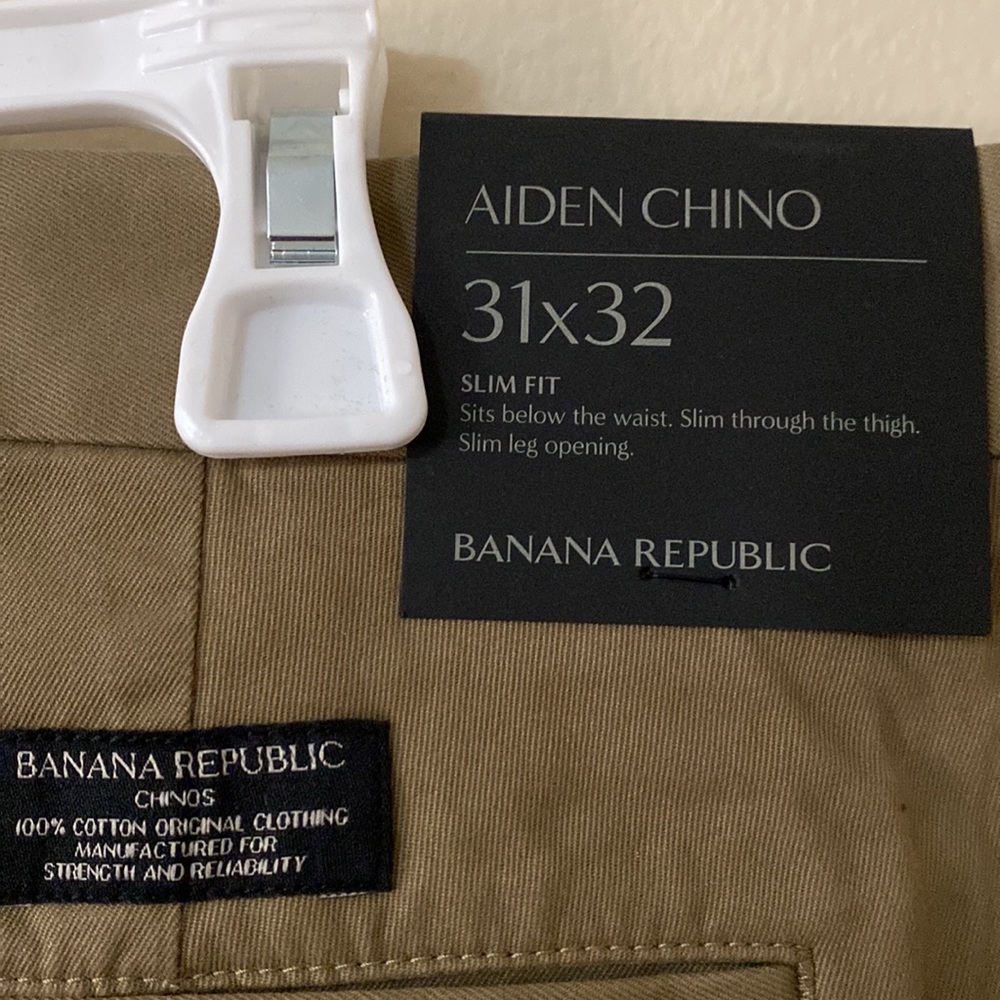 AIDEN CHINO
31x32
SLIM FIT
Sits below the waist. Slim through the thigh.
Slim leg opening.
BANANA REPUBLIC
BANANA REPUBLIC
CHINOS
100% COTTON ORIGINAL CLOTHING
MANUFACTURED FOR
STRENGTH AND RELIABILITY